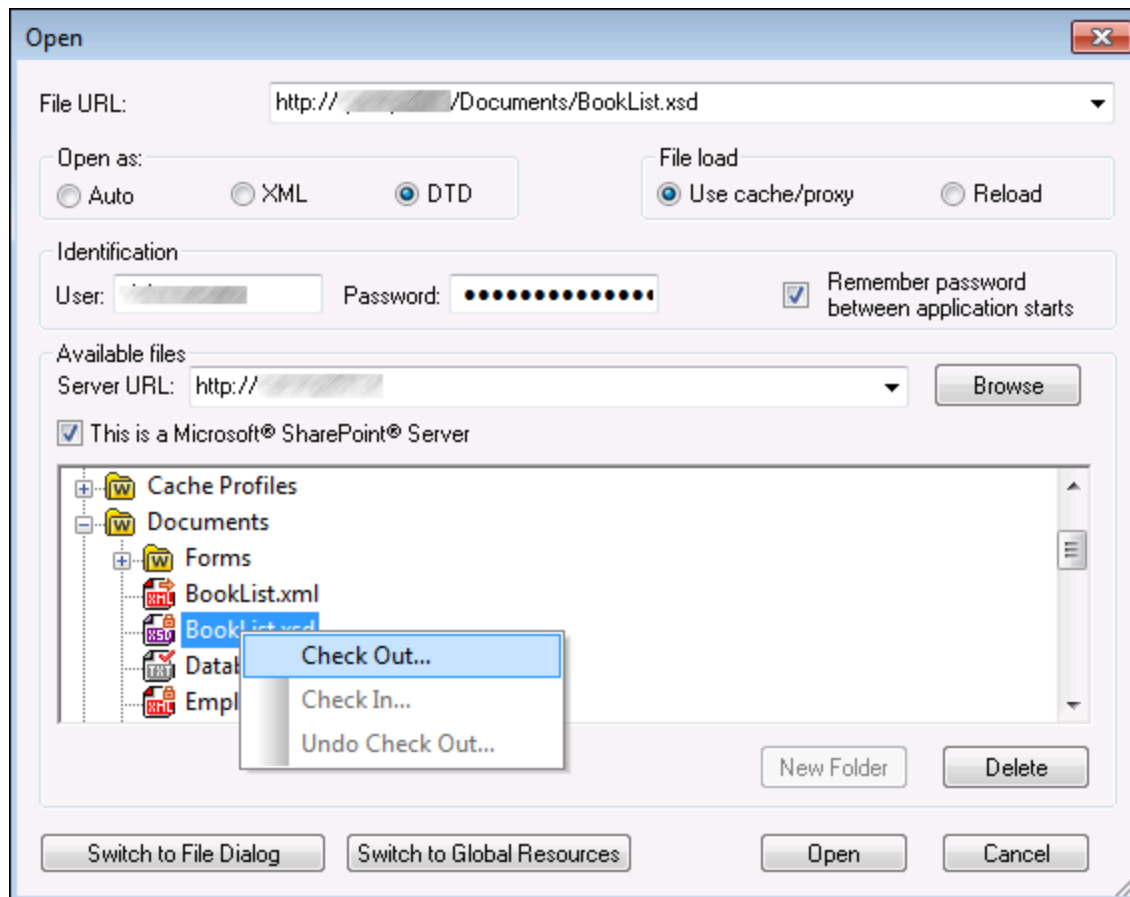 Open
File URL: http:// /Documents/BookList.xsd
Open as: File load
Auto XML DTD Use cache/proxy Reload
Identification
User: Password: Remember password
between application starts
Available files
Server URL: http:// Browse
This is a Microsoft® SharePoint® Server
Cache Profiles
Documents
Forms
BookList.xml
BookList.xsd
Check Out...
Datab
Check In...
Empl
Undo Check Out...
New Folder Delete
Switch to File Dialog Switch to Global Resources Open Cancel